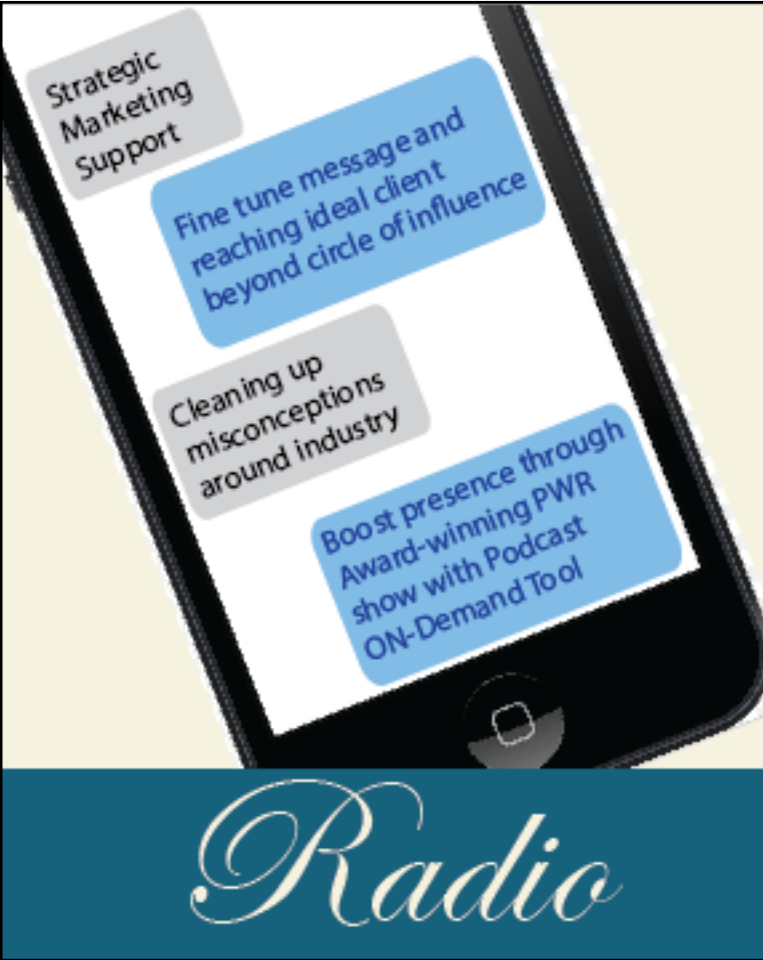 Strategic
Marketing
Support
Fine tune message and
reaching ideal client
beyond circle of influence
Cleaning up
misconceptions
around industry
Boost presence through
Award-winning PWR
show with Podcast
ON-Demand Tool
Radio